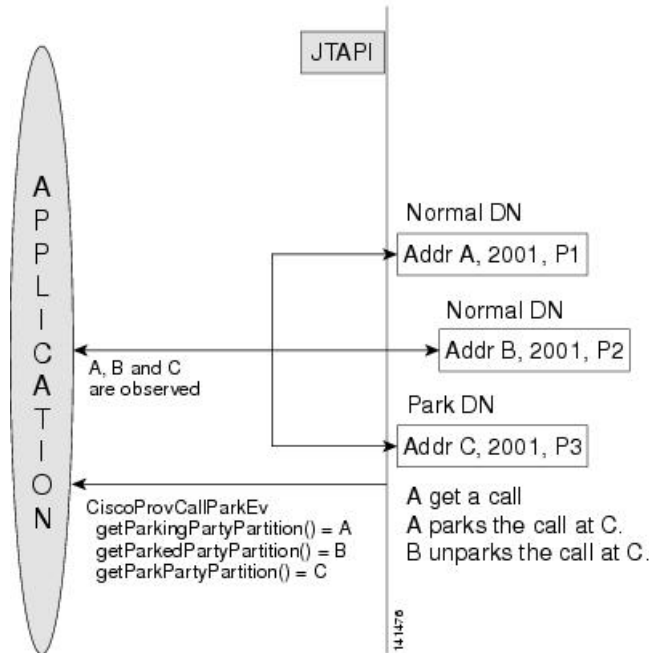 JTAPI
APPLICATION
Normal DN
Addr A, 2001, P1
Normal DN
Addr B, 2001, P2
A, B and C
are observed
Park DN
Addr C, 2001, P3
CiscoProvCallParkEv
getParkingPartyPartition() = A
getParkedPartyPartition() = B
getParkPartyPartition() = C
A get a call
A parks the call at C.
B unparks the call at C.
141476